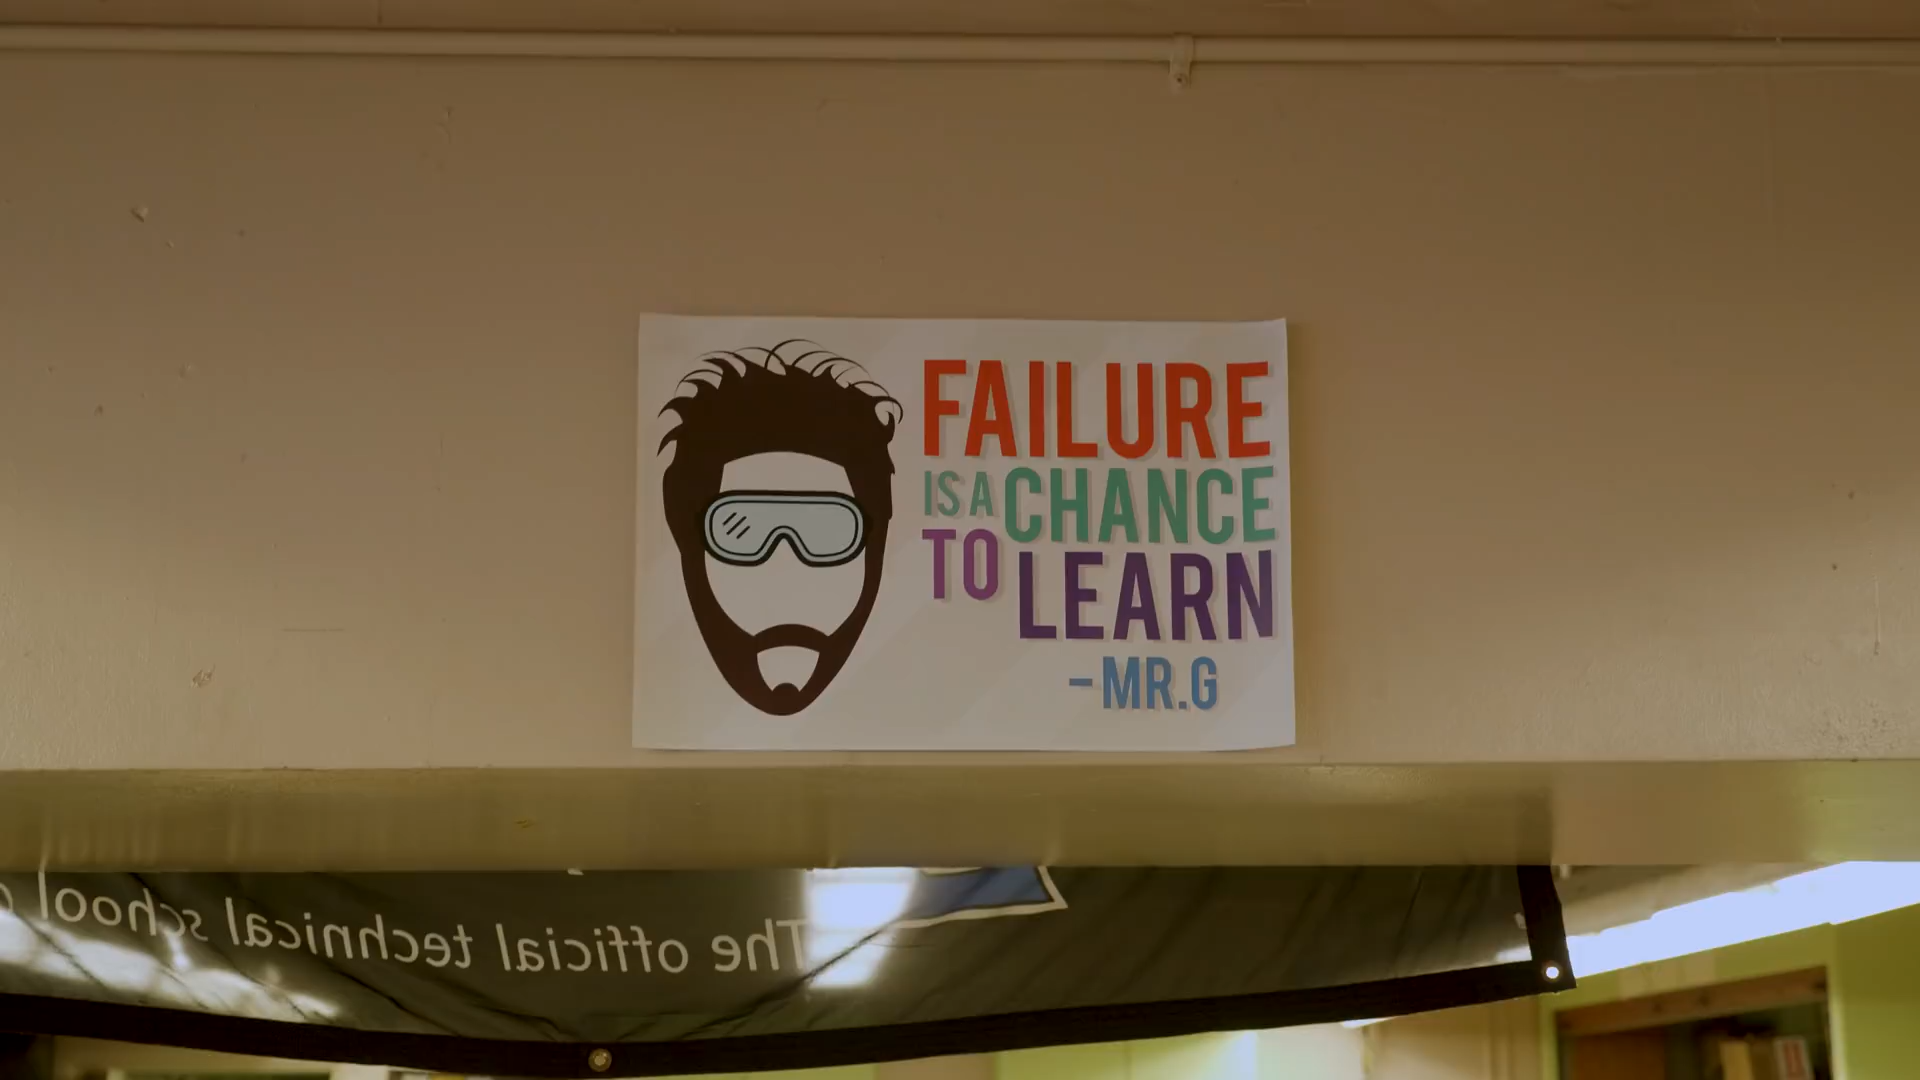 FAILURE
IS A CHANCE
TO LEARN
-MR.G
The official technical school